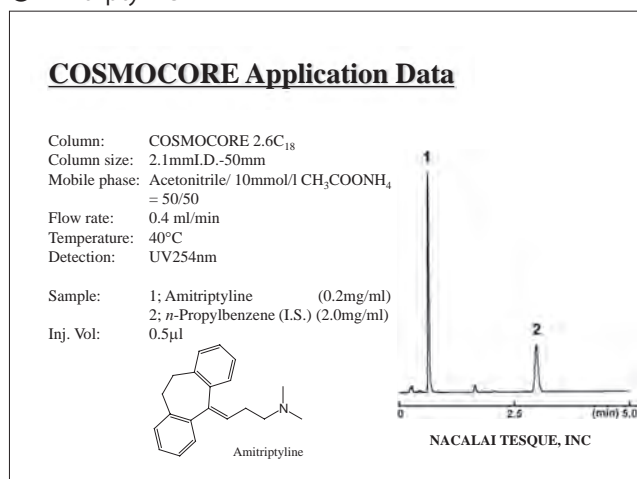 COSMOCORE Application Data
Column: COSMOCORE 2.6C₁₈
Column size: 2.1mmI.D.-50mm
Mobile phase: Acetonitrile/ 10mmol/l CH₃COONH₄
= 50/50
Flow rate: 0.4 ml/min
Temperature: 40°C
Detection: UV254nm
Sample: 1; Amitriptyline (0.2mg/ml)
2; n-Propylbenzene (I.S.) (2.0mg/ml)
Inj. Vol: 0.5μl
N
Amitriptyline
1
2
0 2.5 (min) 5.0
NACALAI TESQUE, INC